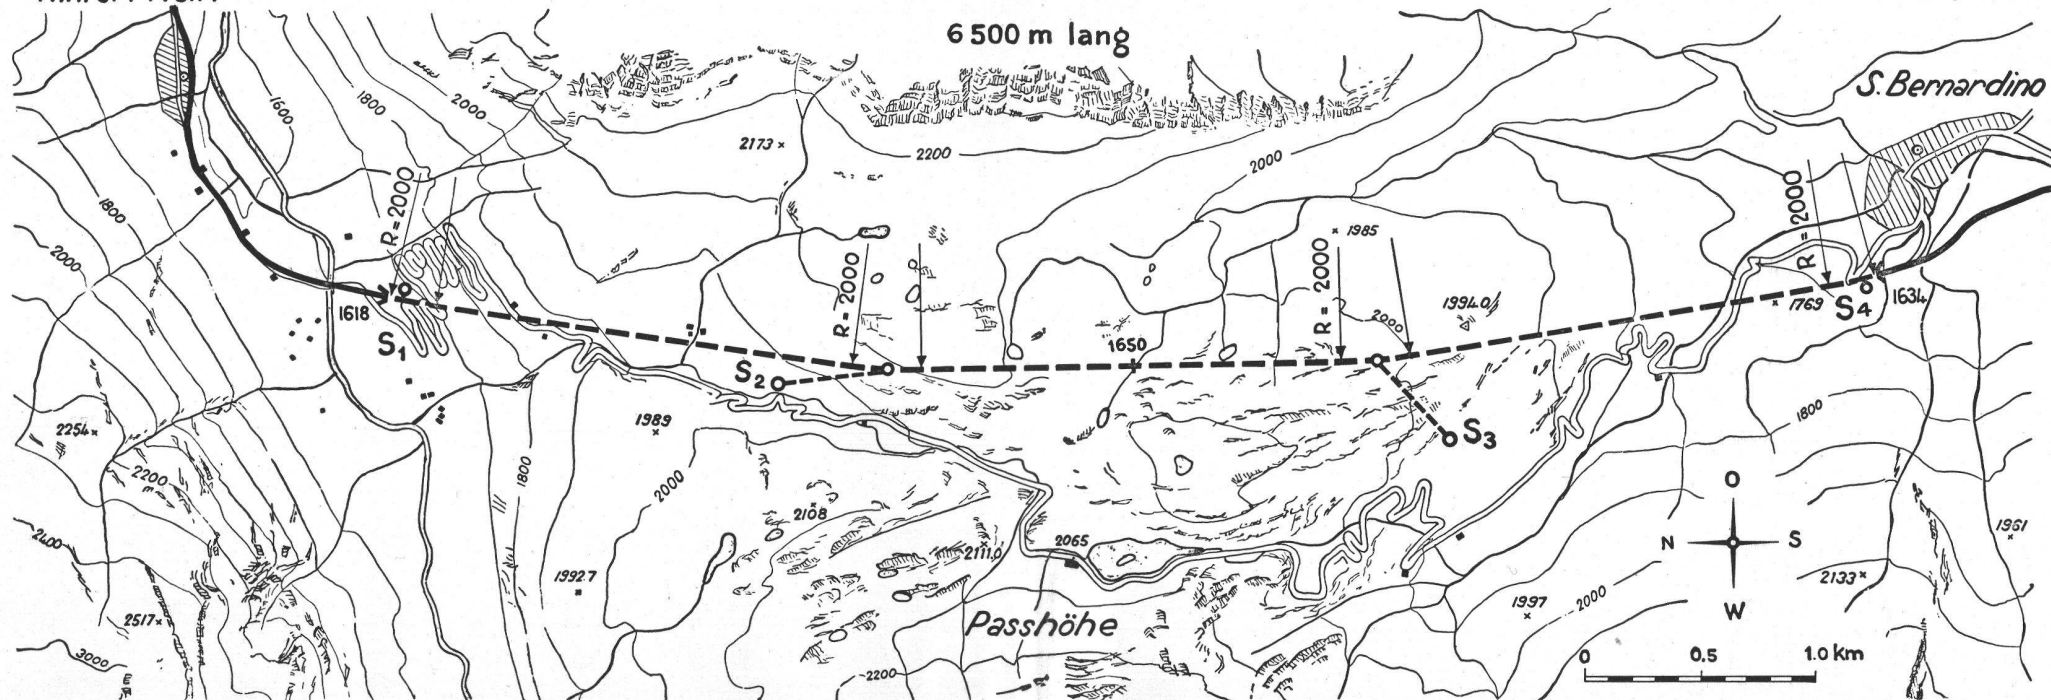 6 500 m lang
S. Bernardino
1600
1800
2000
2173
2200
2000
R = 2000
R = 2000
1800
2000
R = 2000
R = 2000
1985
1994.0
2000
1618
S1
1650
1769
S4
1634
S2
S3
1989
2254
2200
1800
2000
1800
2108
2400
2111.0
2065
1992.7
2517
3000
Passhöhe
2200
1997
2000
2133
1961
O
N
S
W
0
0.5
1.0 km